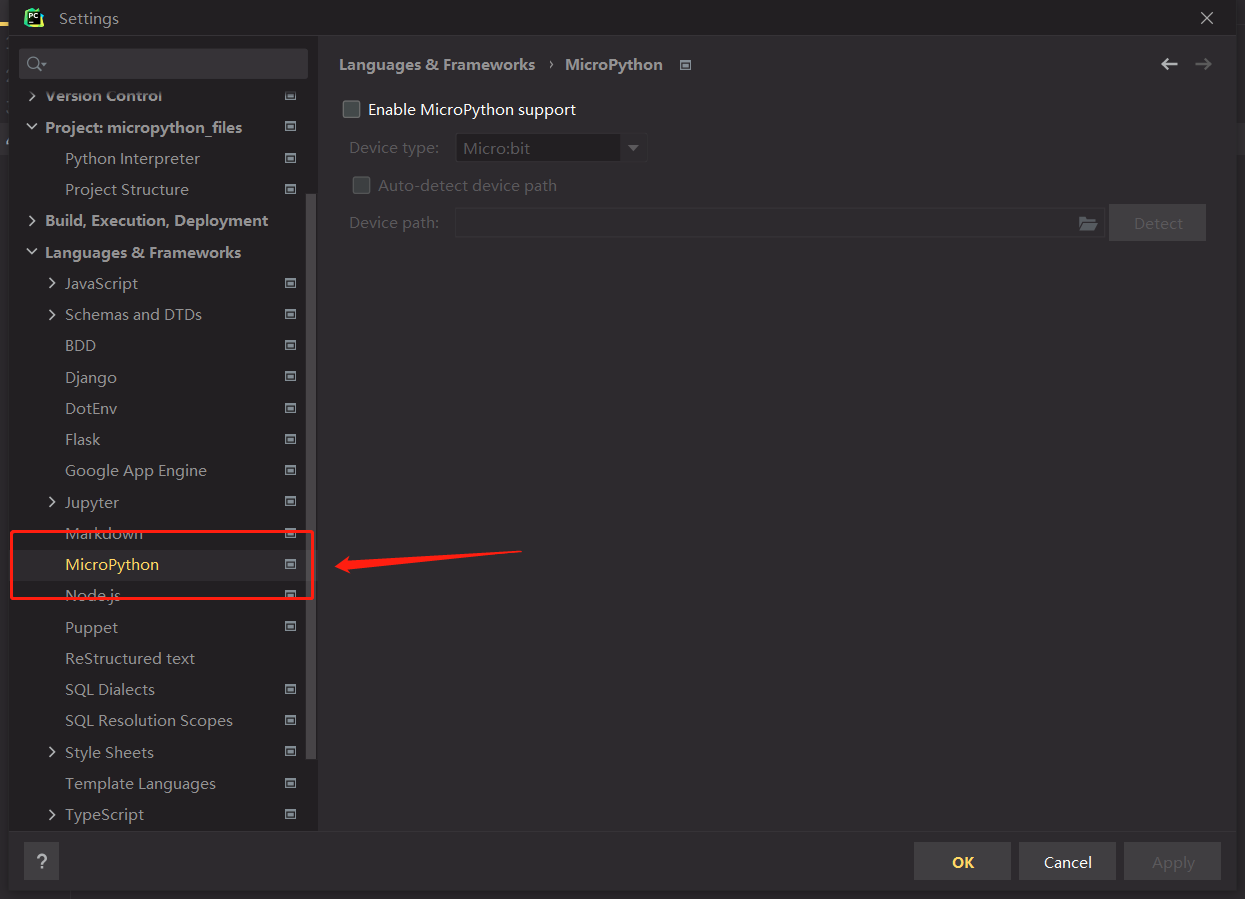 PC
Settings
Version Control
Project: micropython_files
Python Interpreter
Project Structure
Build, Execution, Deployment
Languages & Frameworks
JavaScript
Schemas and DTDs
BDD
Django
DotEnv
Flask
Google App Engine
Jupyter
Markdown
MicroPython
Node.js
Puppet
ReStructured text
SQL Dialects
SQL Resolution Scopes
Style Sheets
Template Languages
TypeScript
Languages & Frameworks › MicroPython
Enable MicroPython support
Device type: Micro:bit
Auto-detect device path
Device path: Detect
? OK Cancel Apply